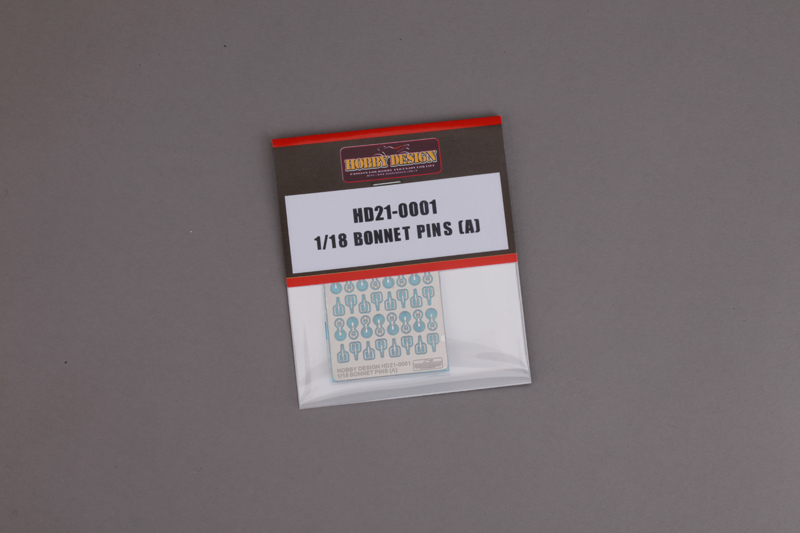 HOBBY DESIGN
HD21-0001
1/18 BONNET PINS (A)
HOBBY DESIGN HD21-0001
1/18 BONNET PINS (A)